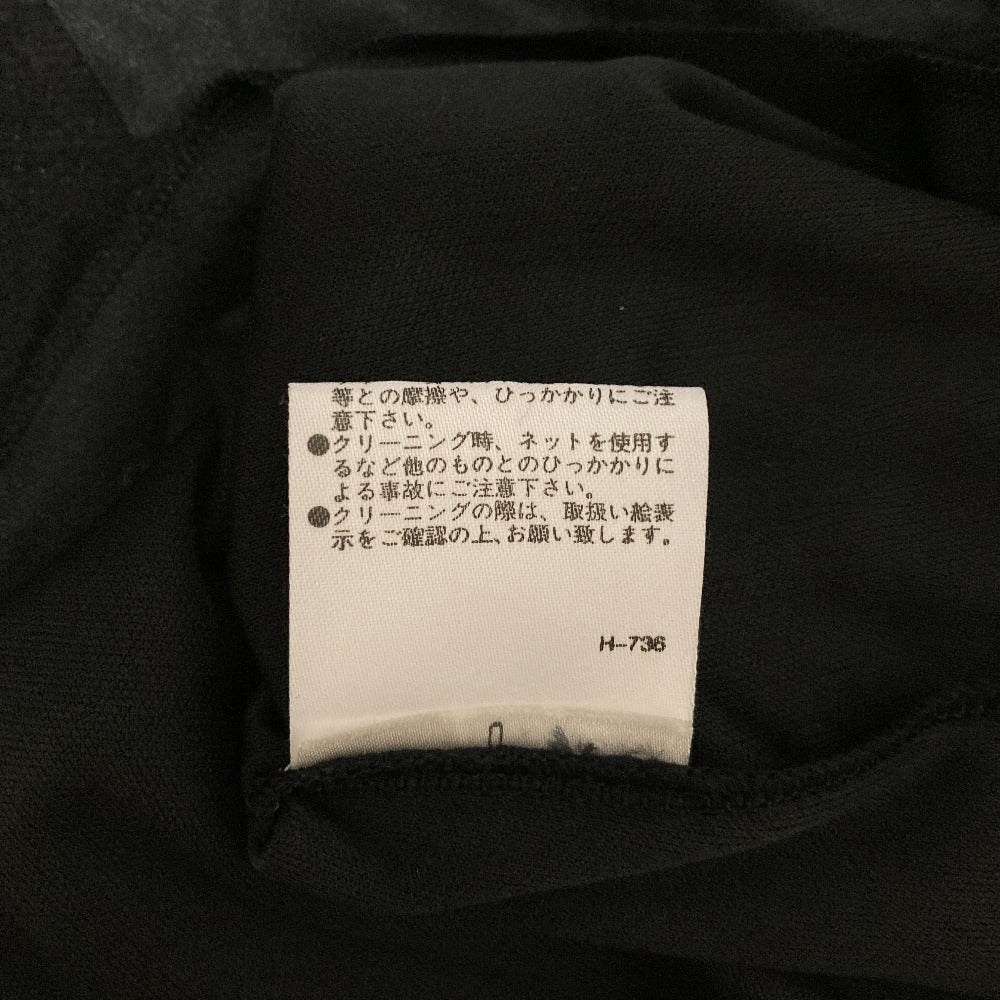 等との摩擦や、ひっかかりにご注
意下さい。
●クリーニング時、ネットを使用す
るなど他のものとのひっかかりに
よる事故にご注意下さい。
●クリーニングの際は、取扱い絵表
示をご確認の上、お願い致します。
H-736